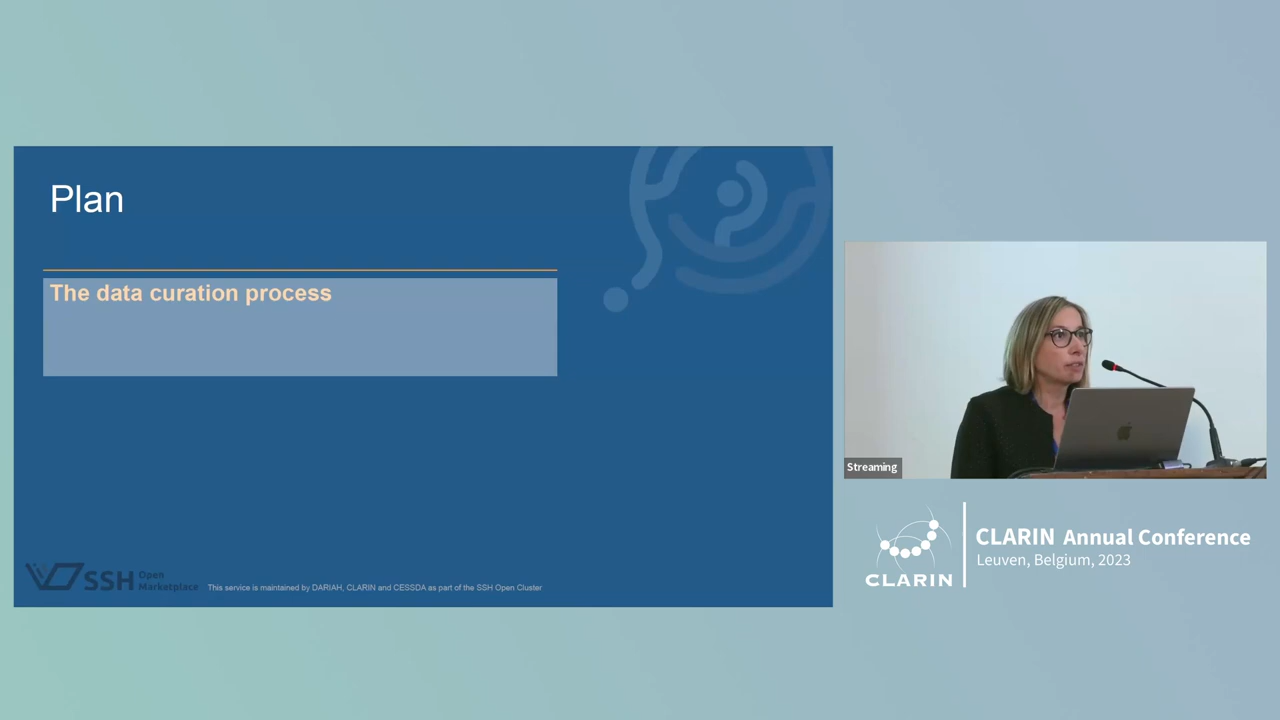 Plan
The data curation process
SSH Open Marketplace
This service is maintained by DARIAH, CLARIN and CESSDA as part of the SSH Open Cluster
Streaming
CLARIN
CLARIN Annual Conference
Leuven, Belgium, 2023